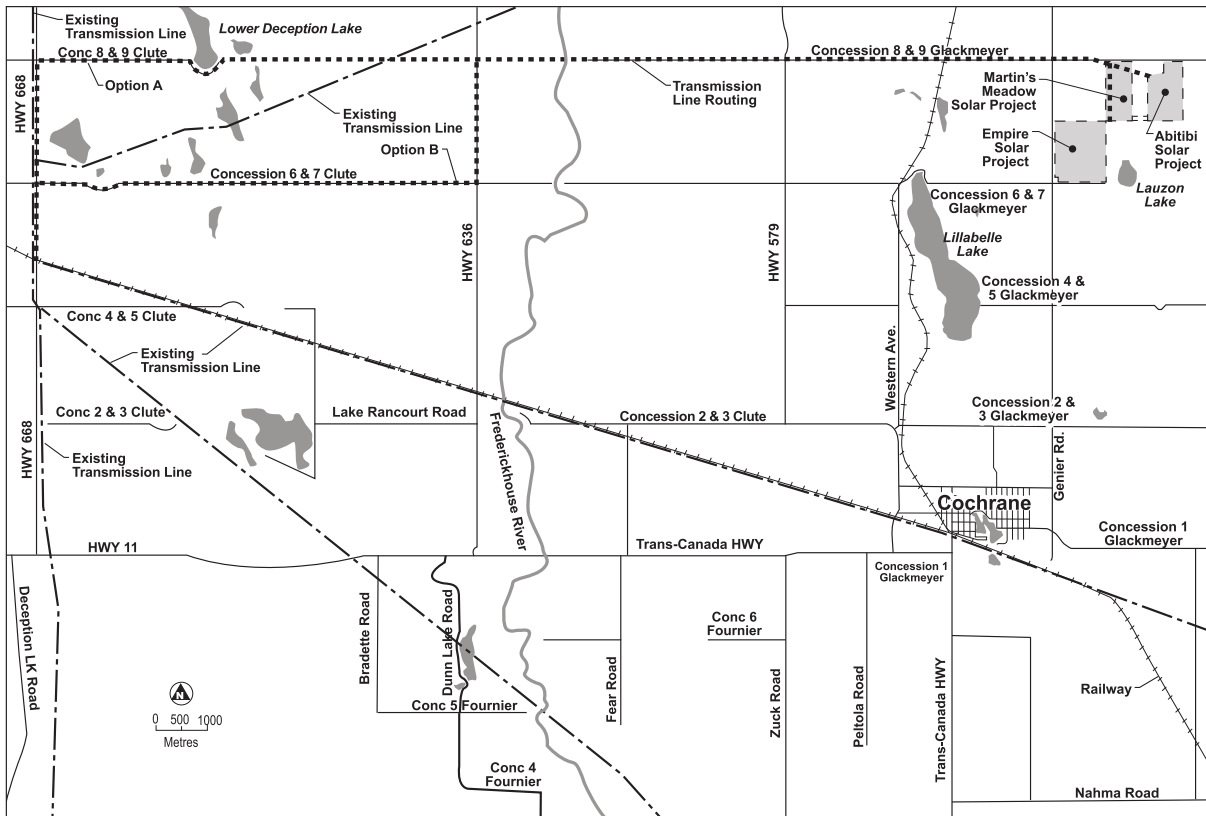 Existing
Transmission Line
Lower Deception Lake
Conc 8 & 9 Clute
Concession 8 & 9 Glackmeyer
Option A
HWY 668
Existing
Transmission Line
Transmission
Line Routing
Martin's
Meadow
Solar Project
Empire
Solar
Project
Abitibi
Solar
Project
Option B
Concession 6 & 7 Clute
Concession 6 & 7
Glackmeyer
Lauzon
Lake
HWY 636
HWY 579
Lillabelle
Lake
Concession 4 &
5 Glackmeyer
Conc 4 & 5 Clute
Existing
Transmission Line
Western Ave.
Conc 2 & 3 Clute
Lake Rancourt Road
Concession 2 & 3 Clute
Concession 2 &
3 Glackmeyer
HWY 668
Existing
Transmission Line
Frederickhouse River
Genier Rd.
Cochrane
HWY 11
Trans-Canada HWY
Concession 1
Glackmeyer
Concession 1
Glackmeyer
Deception LK Road
Bradette Road
Dunn Lake Road
Conc 6
Fournier
Fear Road
Zuck Road
Peltola Road
Trans-Canada HWY
Railway
N
0 500 1000
Metres
Conc 5 Fournier
Conc 4
Fournier
Nahma Road